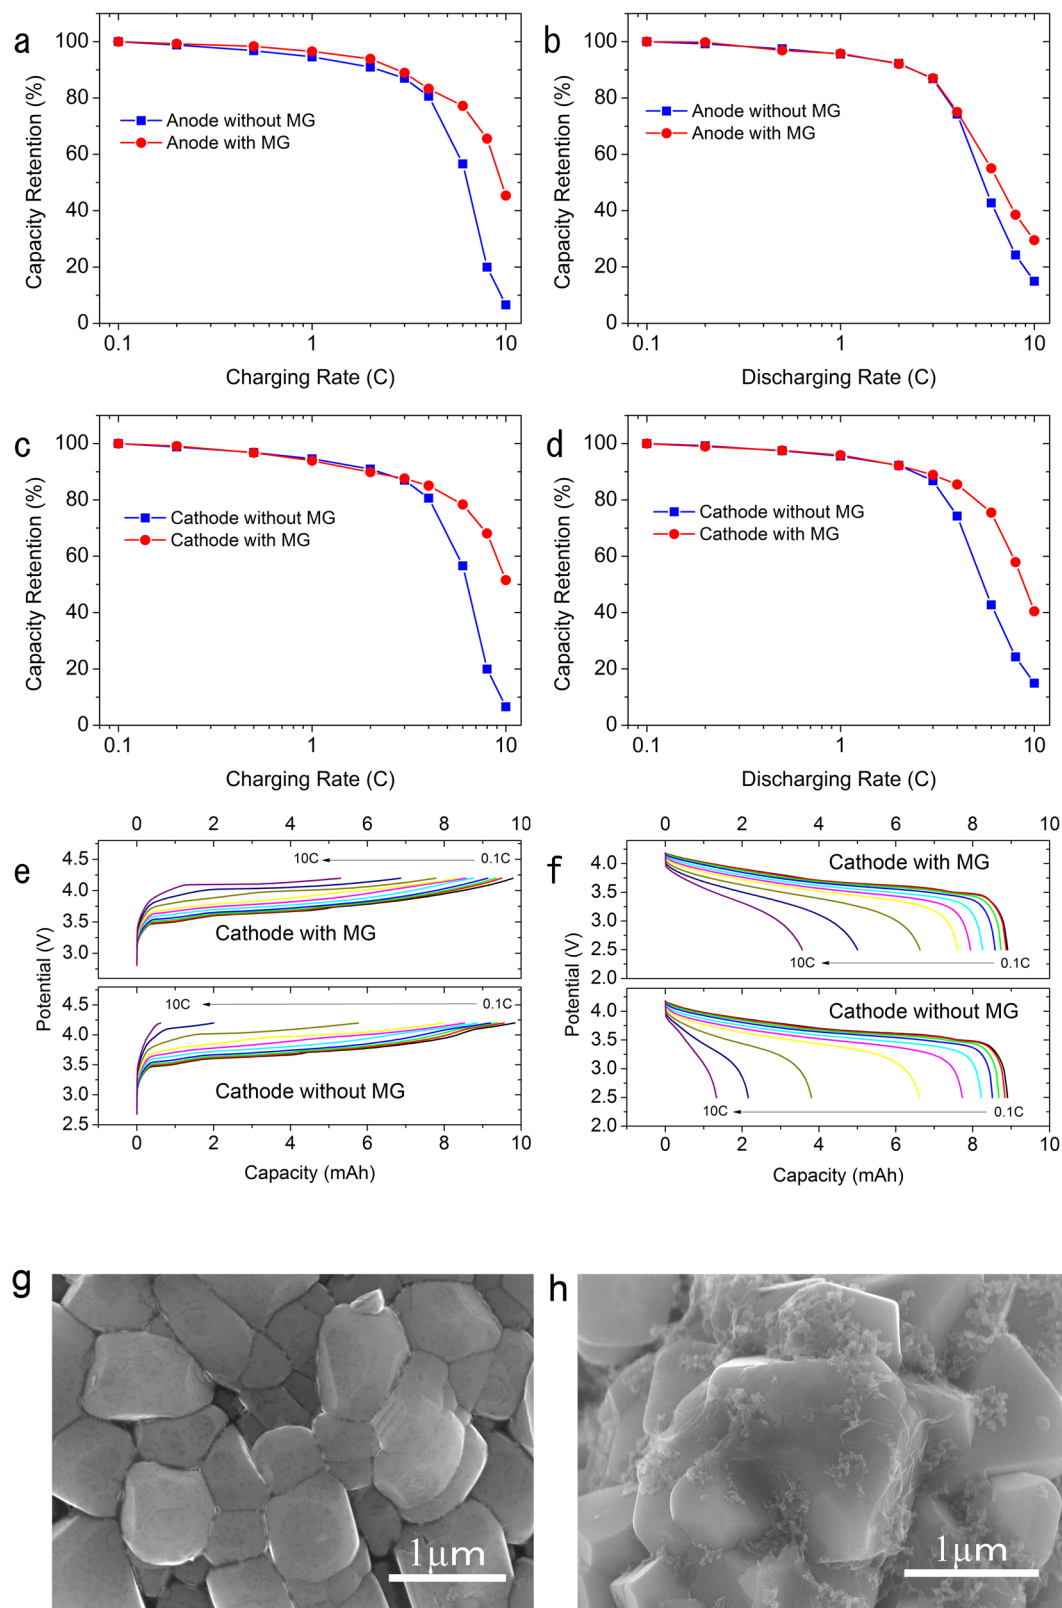 a
100
80
60
40
20
0
Capacity Retention (%)
Anode without MG
Anode with MG
0.1
1
10
Charging Rate (C)
b
100
80
60
40
20
0
Capacity Retention (%)
Anode without MG
Anode with MG
0.1
1
10
Discharging Rate (C)
c
100
80
60
40
20
0
Capacity Retention (%)
Cathode without MG
Cathode with MG
0.1
1
10
Charging Rate (C)
d
100
80
60
40
20
0
Capacity Retention (%)
Cathode without MG
Cathode with MG
0.1
1
10
Discharging Rate (C)
e
0 2 4 6 8 10
4.5
4.0
3.5
3.0
10C 0.1C
Cathode with MG
Potential (V)
4.5
4.0
3.5
3.0
2.5
10C 0.1C
Cathode without MG
0 2 4 6 8 10
Capacity (mAh)
f
0 2 4 6 8 10
4.0
3.5
3.0
2.5
2.0
Cathode with MG
10C 0.1C
Potential (V)
4.0
3.5
3.0
2.5
2.0
Cathode without MG
10C 0.1C
0 2 4 6 8 10
Capacity (mAh)
g
1μm
h
1μm